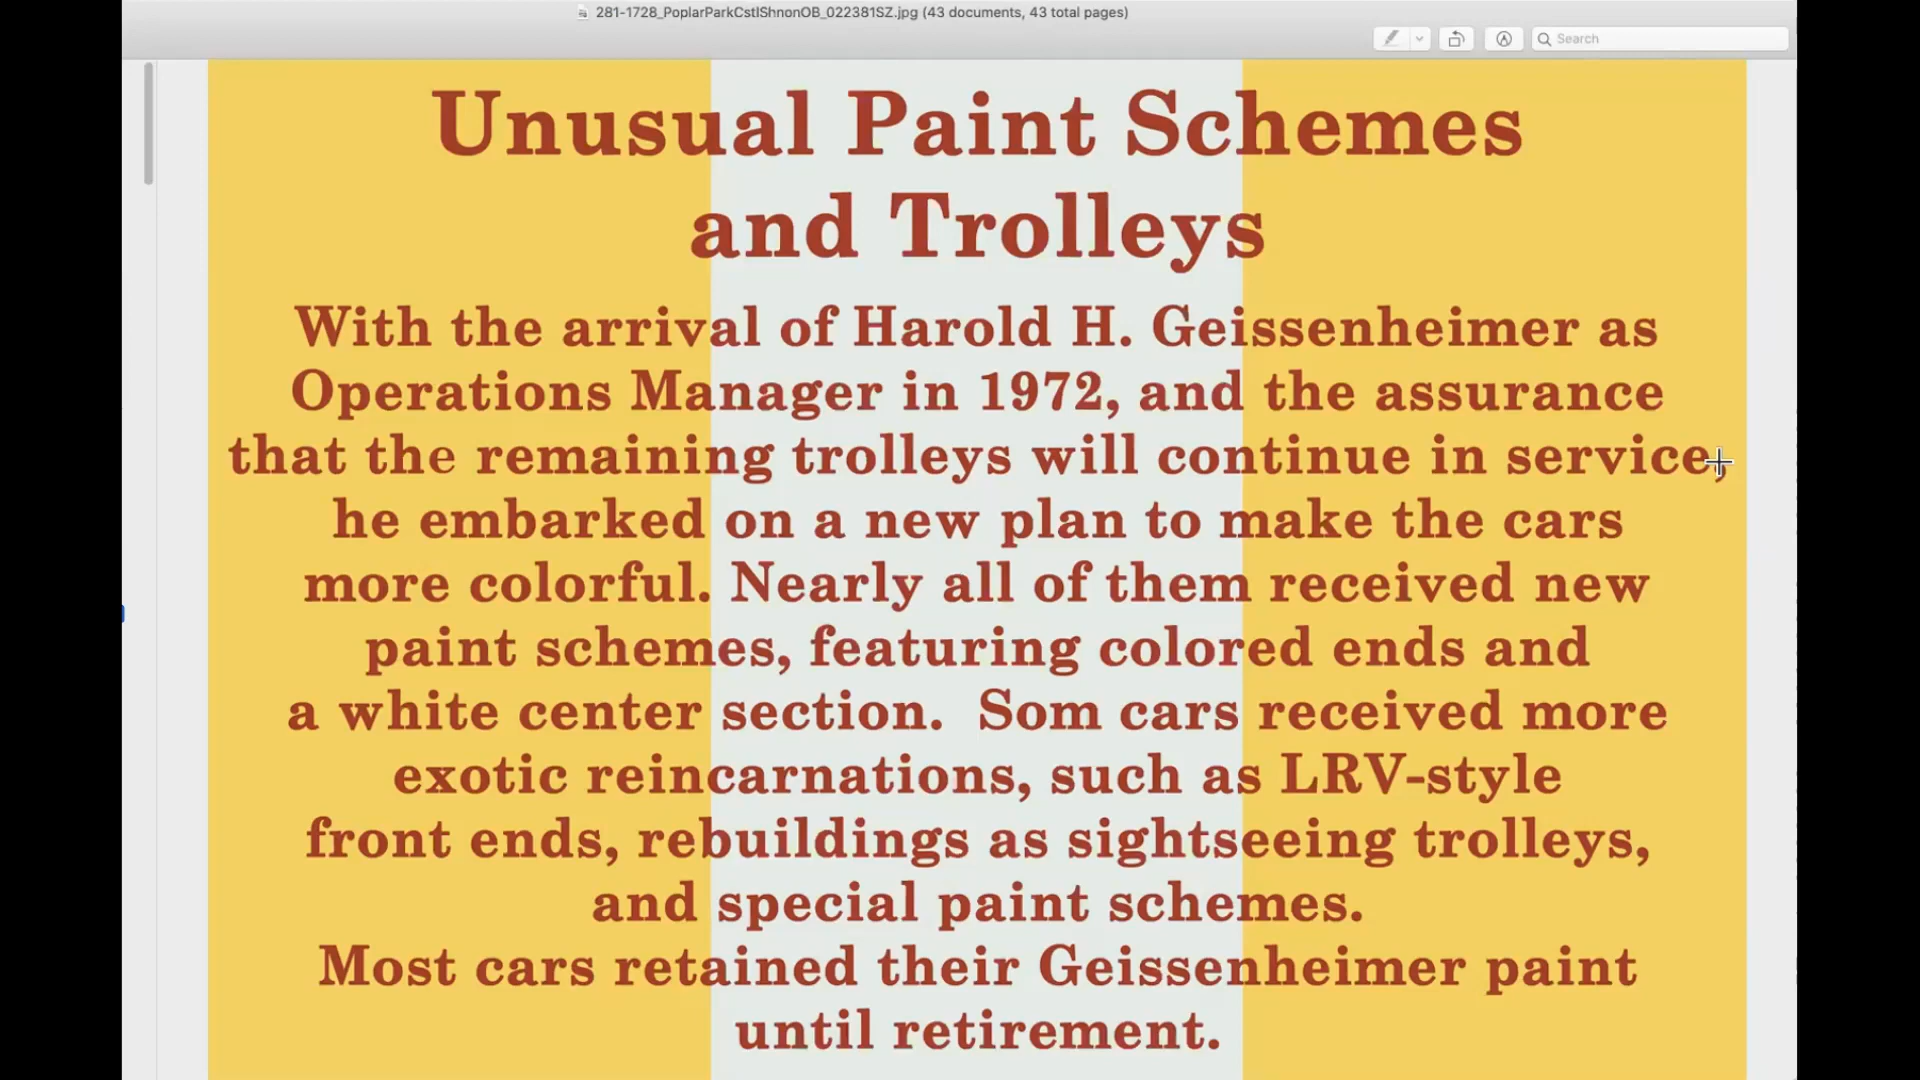 281-1728_PoplarParkCstlShnonOB_022381SZ.jpg (43 documents, 43 total pages)
Search
Unusual Paint Schemes
and Trolleys
With the arrival of Harold H. Geissenheimer as
Operations Manager in 1972, and the assurance
that the remaining trolleys will continue in service,
he embarked on a new plan to make the cars
more colorful. Nearly all of them received new
paint schemes, featuring colored ends and
a white center section.  Som cars received more
exotic reincarnations, such as LRV-style
front ends, rebuildings as sightseeing trolleys,
and special paint schemes.
Most cars retained their Geissenheimer paint
until retirement.